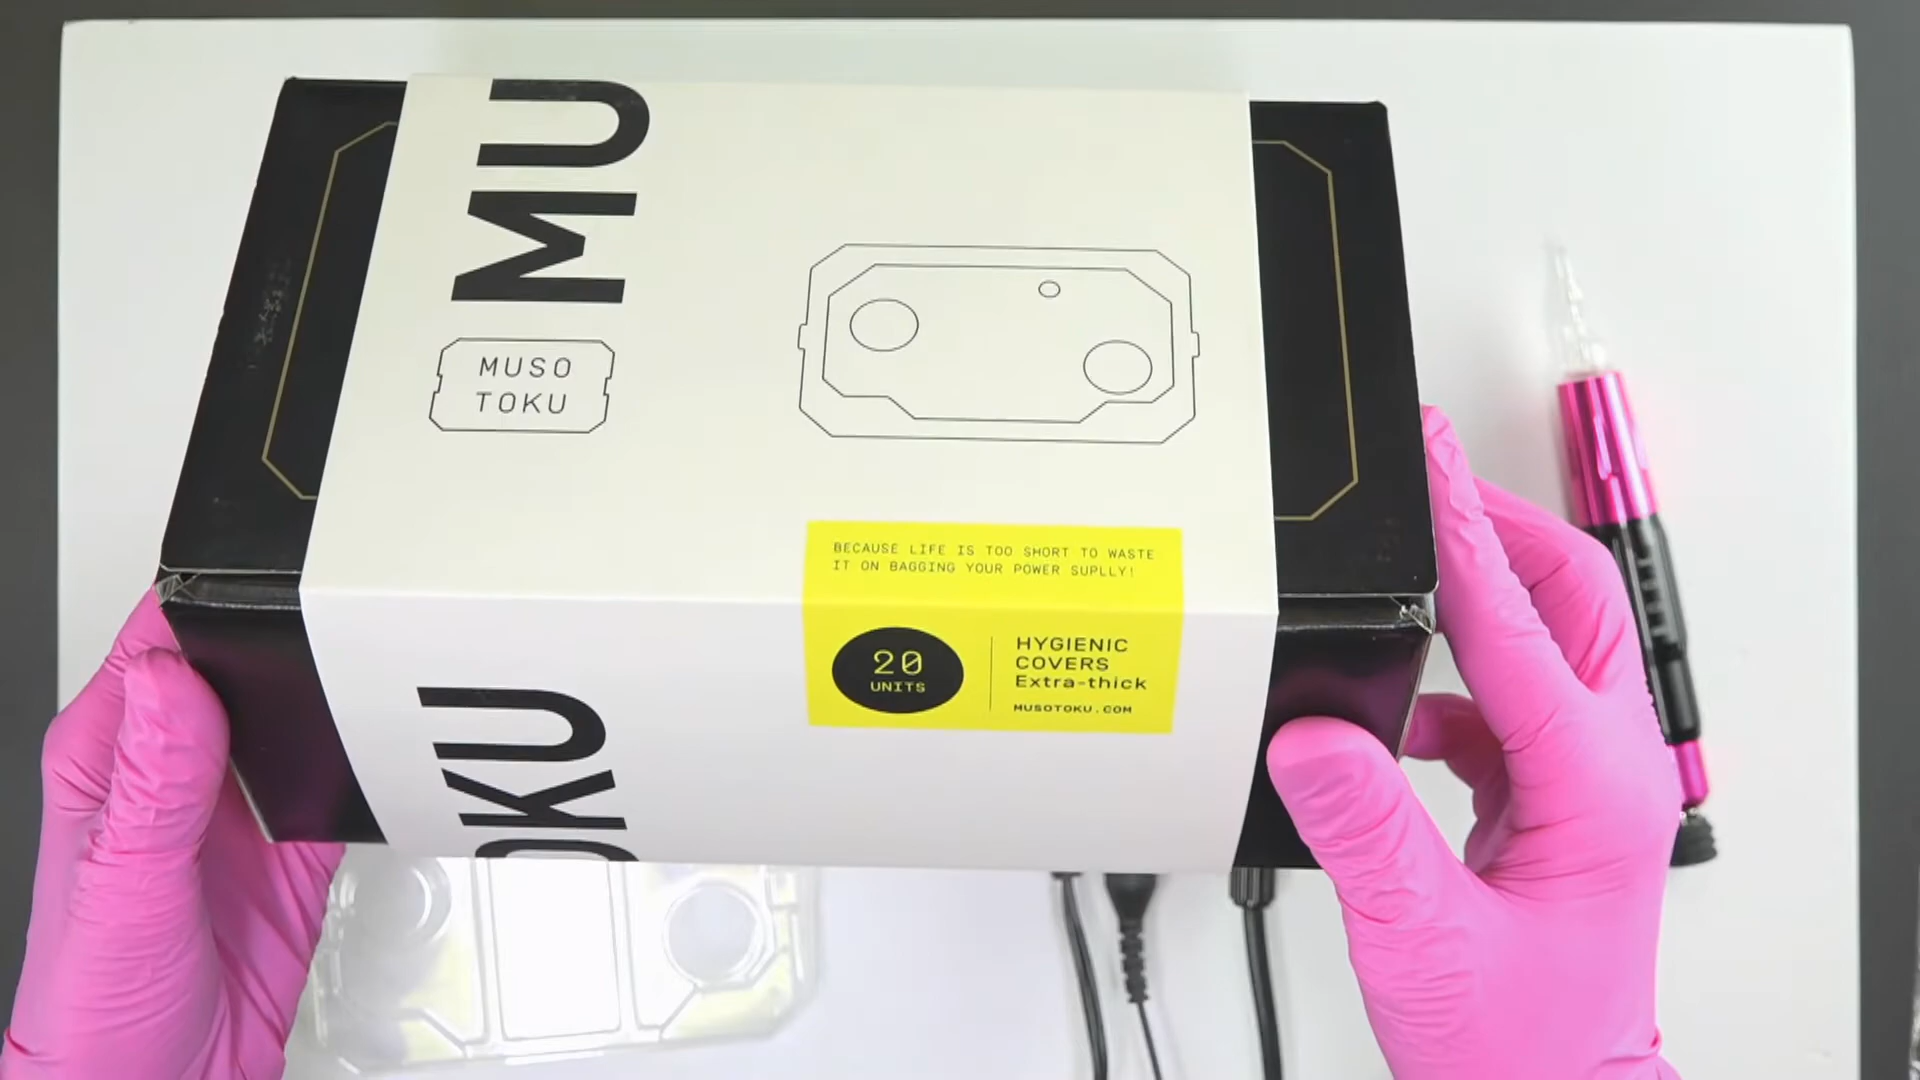 MU
MUSO
TOKU
BECAUSE LIFE IS TOO SHORT TO WASTE
IT ON BAGGING YOUR POWER SUPLLY!
20
UNITS
HYGIENIC
COVERS
Extra-thick
MUSOTOKU.COM
OKU